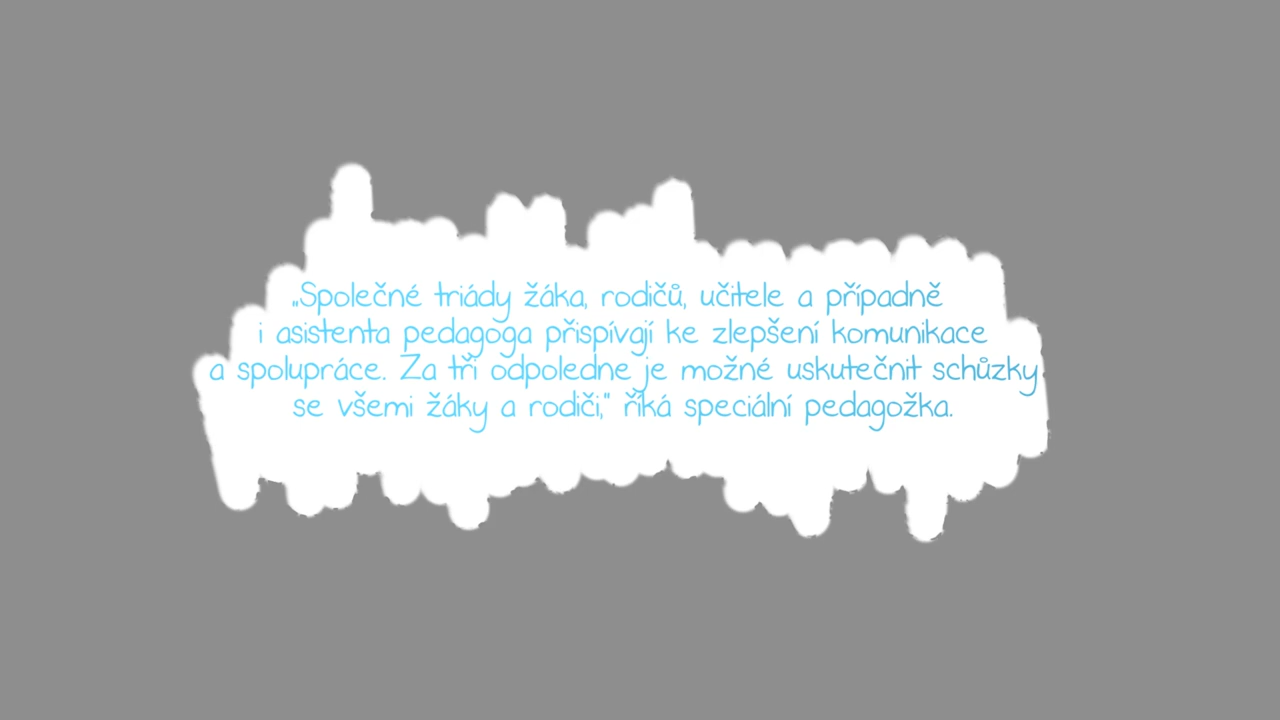 „Společné triády žáka, rodičů, učitele a případně
i asistenta pedagoga přispívají ke zlepšení komunikace
a spolupráce. Za tři odpoledne je možné uskutečnit schůzky
se všemi žáky a rodiči,“ říká speciální pedagožka.